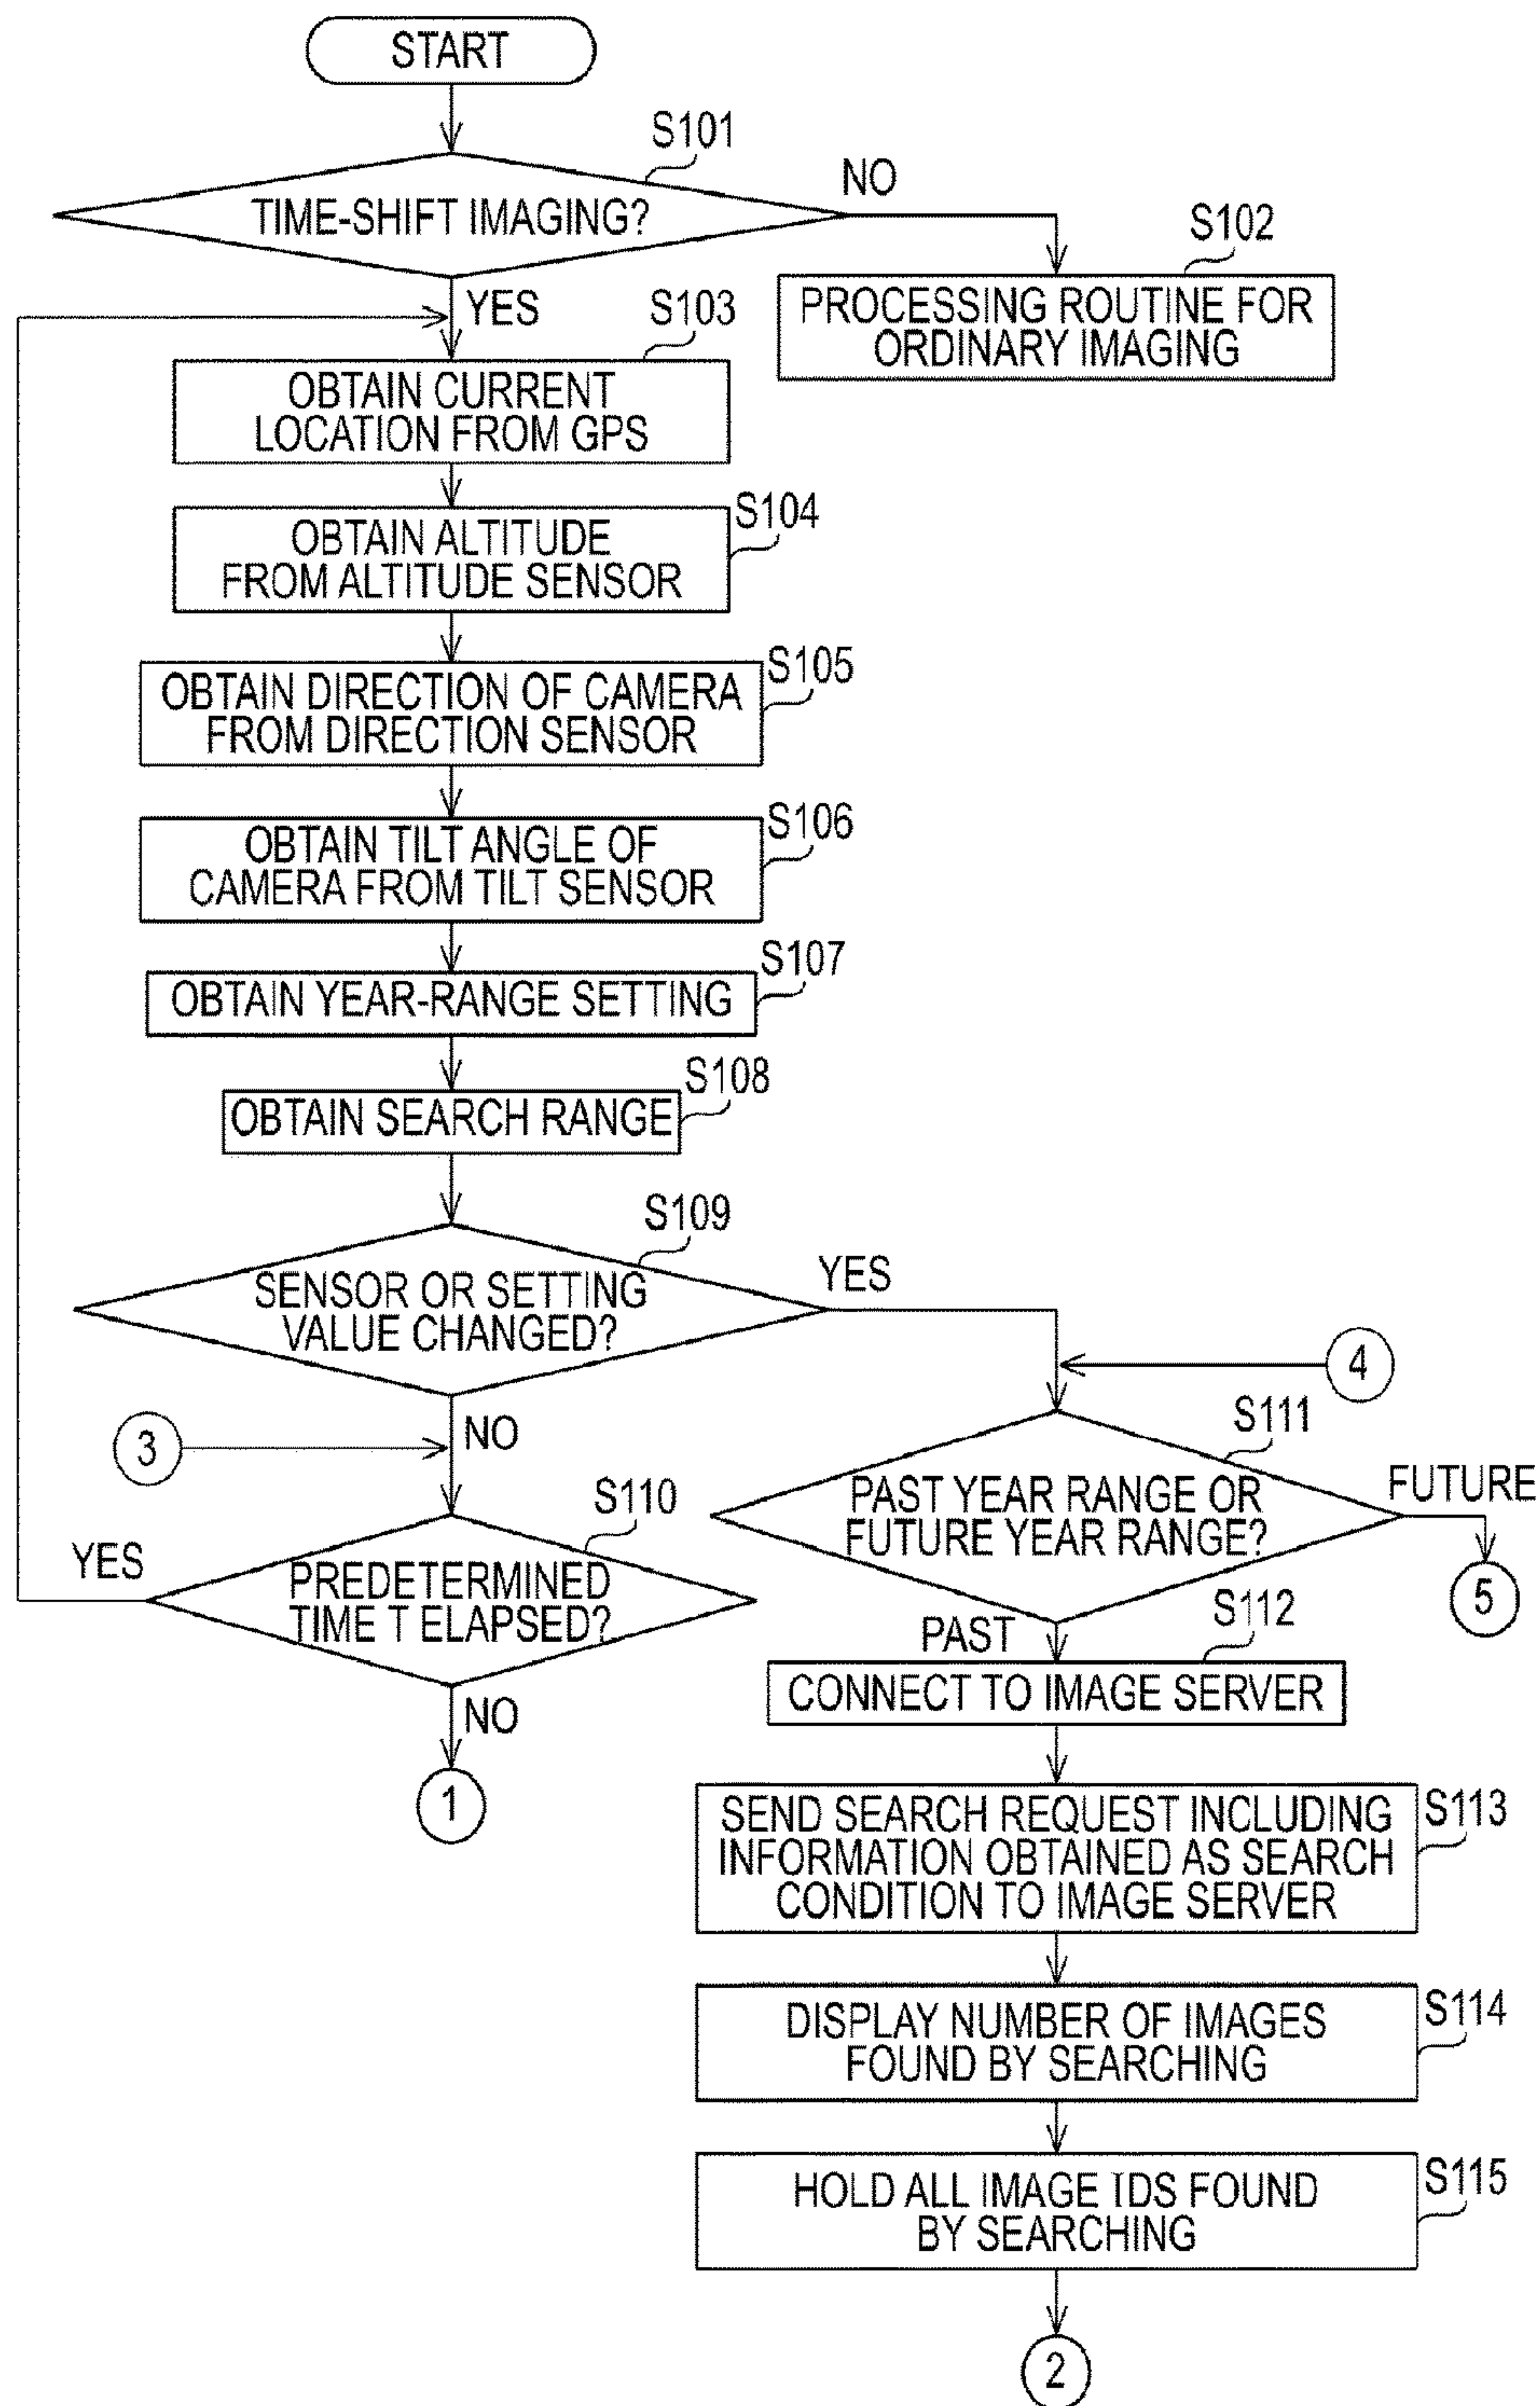 START
S101
TIME-SHIFT IMAGING?
NO
S102
PROCESSING ROUTINE FOR
ORDINARY IMAGING
YES
S103
OBTAIN CURRENT
LOCATION FROM GPS
S104
OBTAIN ALTITUDE
FROM ALTITUDE SENSOR
S105
OBTAIN DIRECTION OF CAMERA
FROM DIRECTION SENSOR
S106
OBTAIN TILT ANGLE OF
CAMERA FROM TILT SENSOR
S107
OBTAIN YEAR-RANGE SETTING
S108
OBTAIN SEARCH RANGE
S109
SENSOR OR SETTING
VALUE CHANGED?
YES
NO
3
4
S110
PREDETERMINED
TIME T ELAPSED?
YES
NO
1
S111
PAST YEAR RANGE OR
FUTURE YEAR RANGE?
FUTURE
5
PAST
S112
CONNECT TO IMAGE SERVER
S113
SEND SEARCH REQUEST INCLUDING
INFORMATION OBTAINED AS SEARCH
CONDITION TO IMAGE SERVER
S114
DISPLAY NUMBER OF IMAGES
FOUND BY SEARCHING
S115
HOLD ALL IMAGE IDS FOUND
BY SEARCHING
2